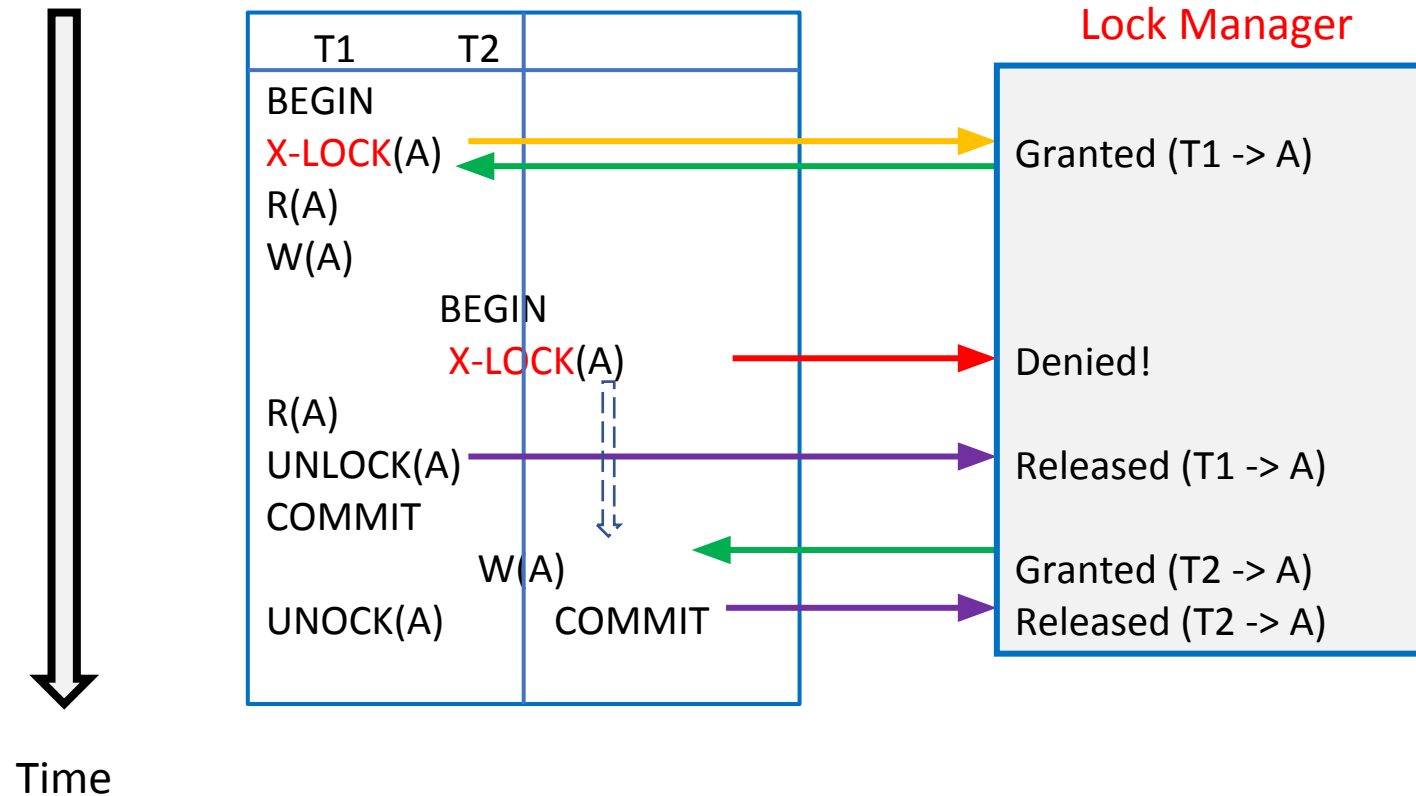 Lock Manager
T1 T2
BEGIN
X-LOCK(A)
Granted (T1 -> A)
R(A)
W(A)
BEGIN
X-LOCK(A)
Denied!
R(A)
UNLOCK(A)
Released (T1 -> A)
COMMIT
W(A)
Granted (T2 -> A)
UNOCK(A) COMMIT
Released (T2 -> A)
Time